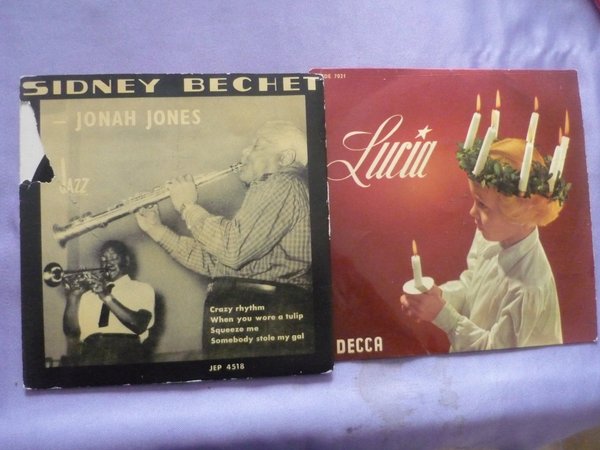 SIDNEY BECHET
- JONAH JONES
JAZZ
Crazy rhythm
When you wore a tulip
Squeeze me
Somebody stole my gal
JEP 4518
7031
Lucia
DECCA